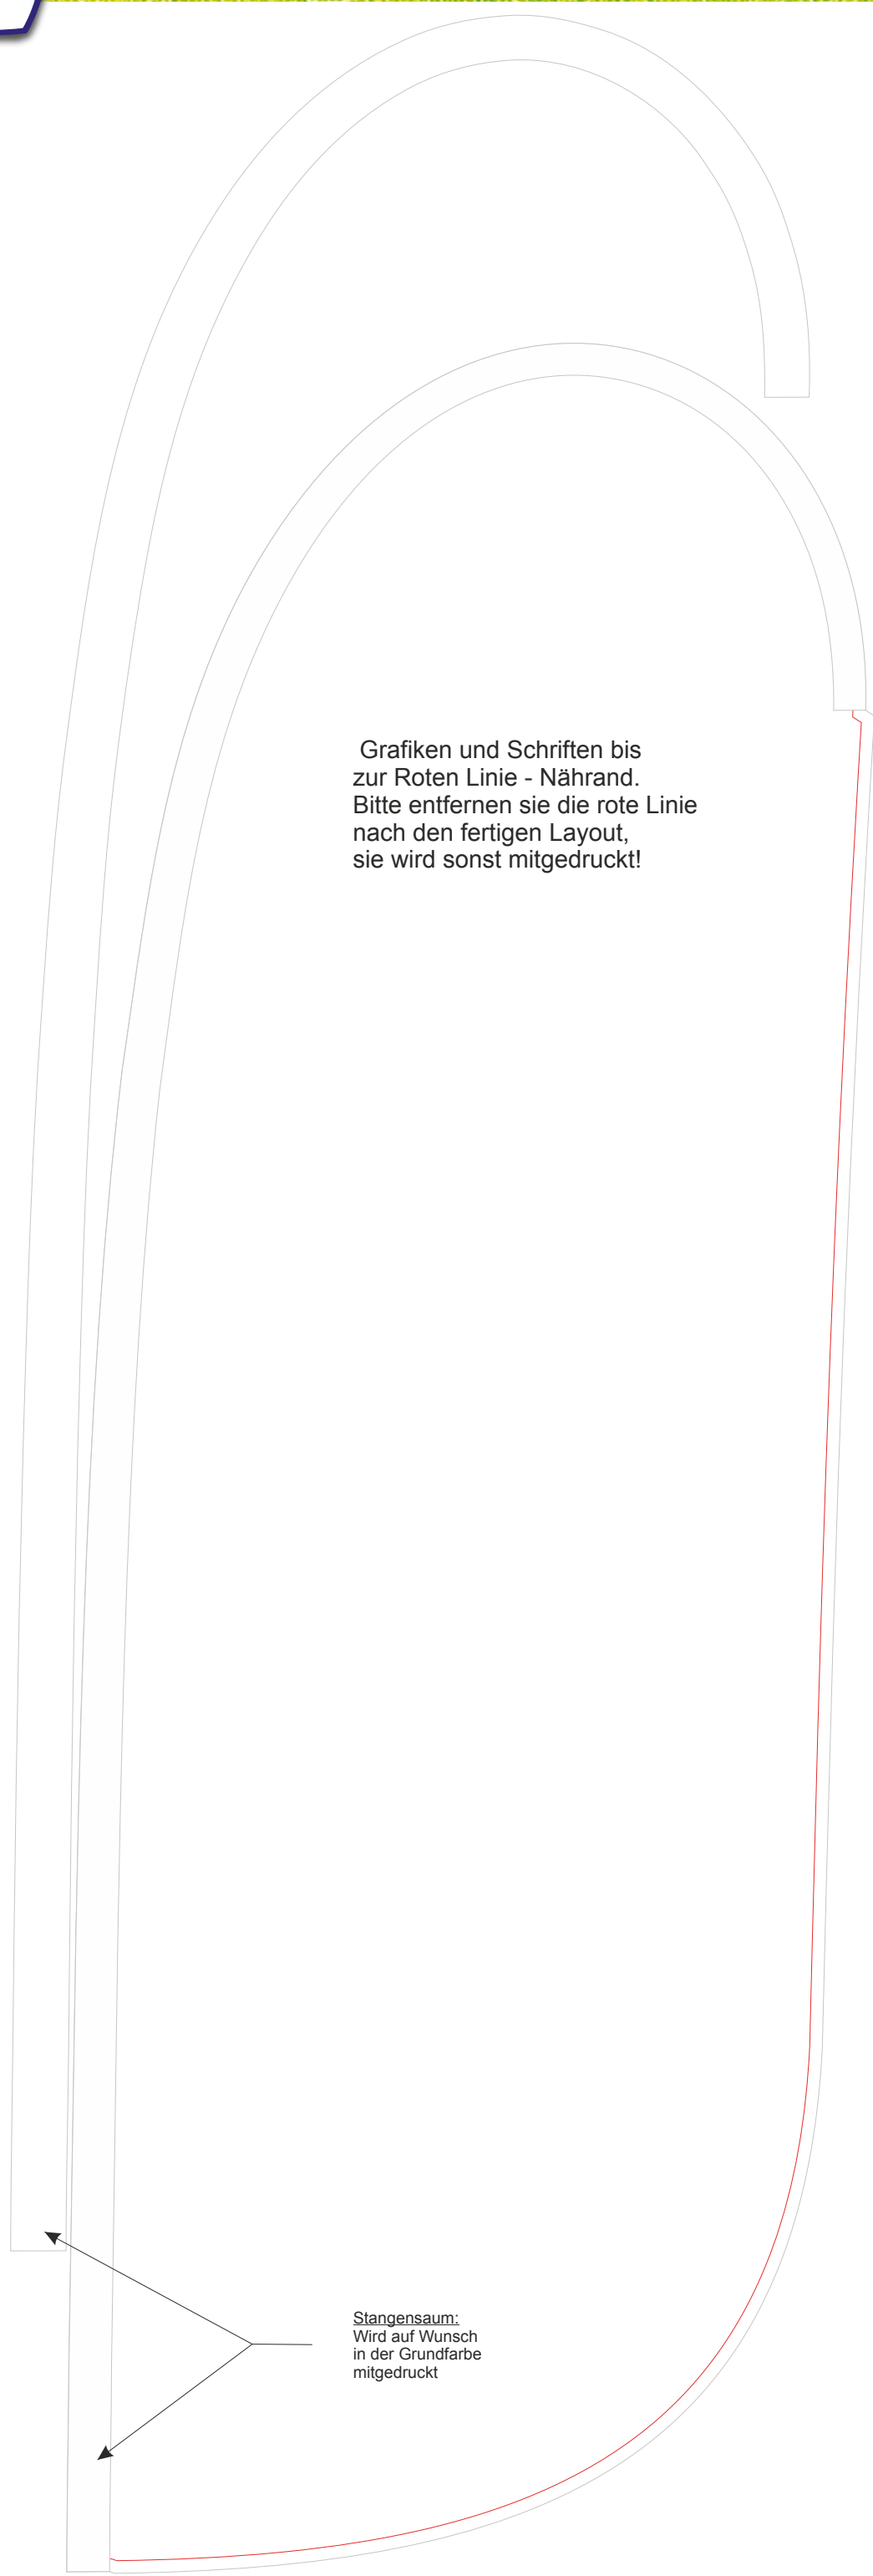 Grafiken und Schriften bis
zur Roten Linie - Nährand.
Bitte entfernen sie die rote Linie
nach den fertigen Layout,
sie wird sonst mitgedruckt!
Stangensaum:
Wird auf Wunsch
in der Grundfarbe
mitgedruckt